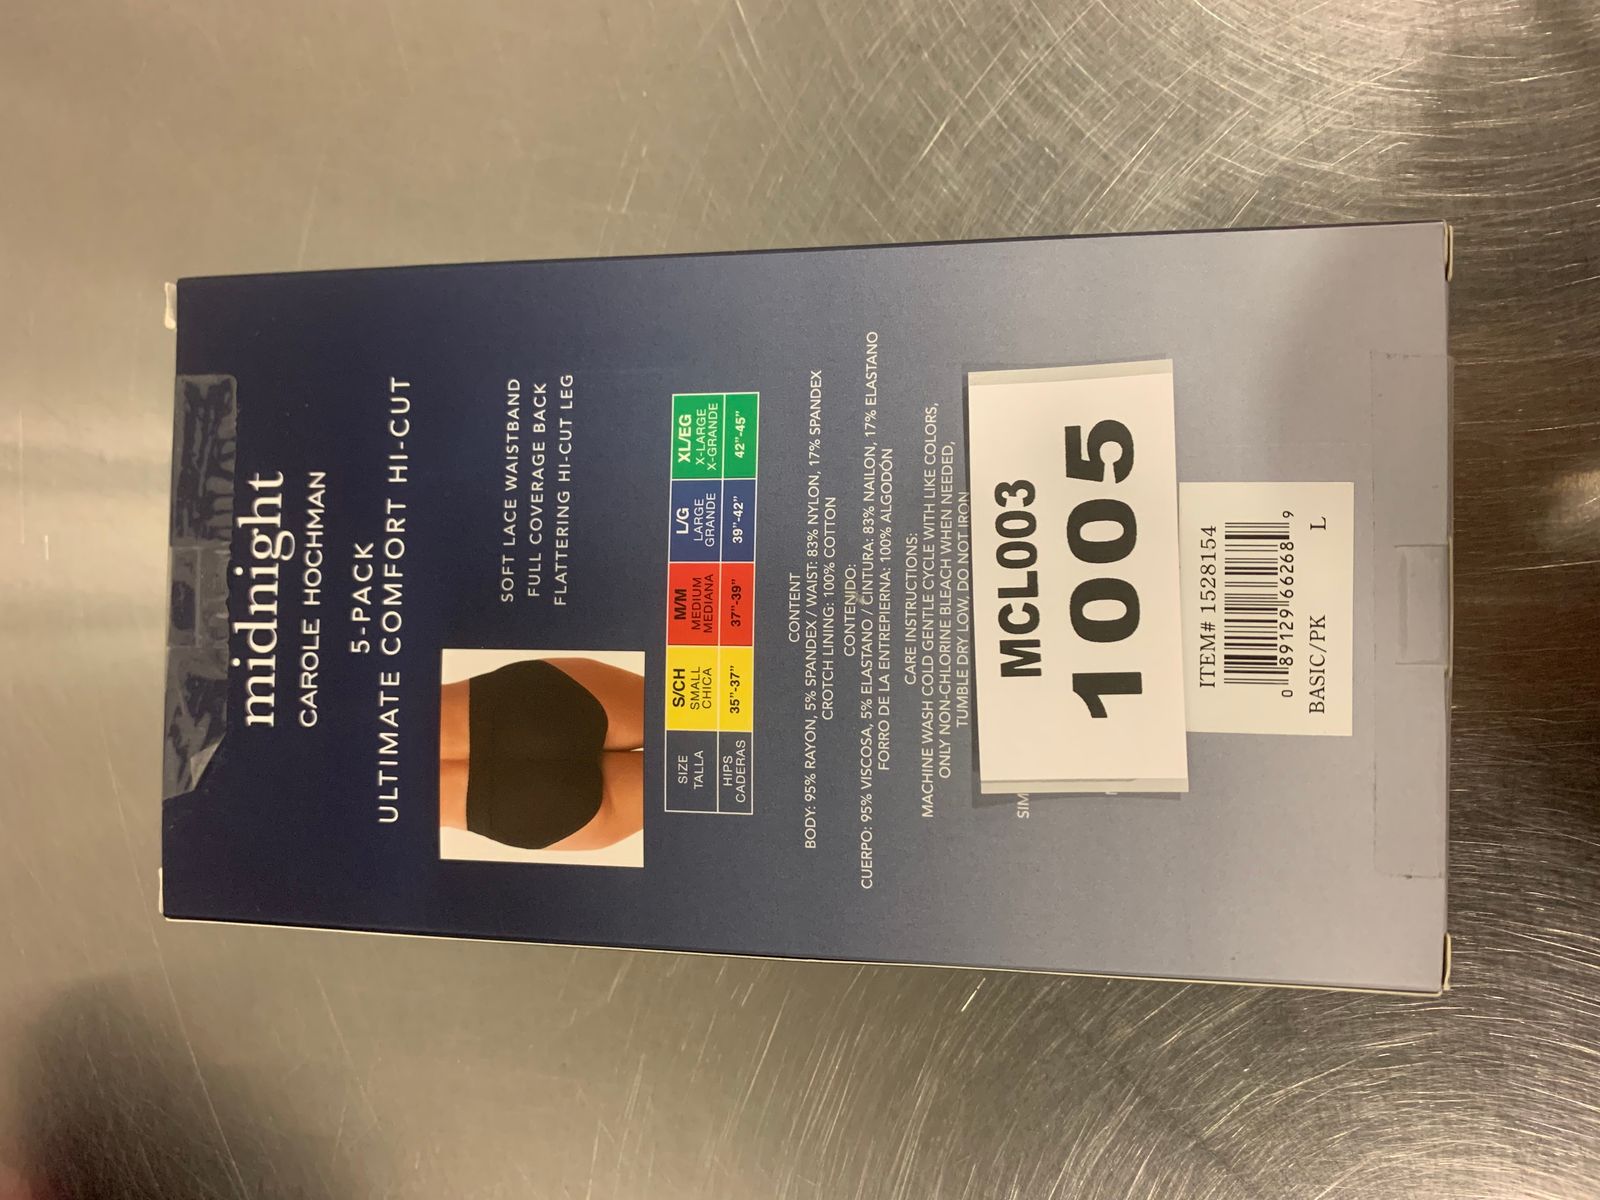 midnight
CAROLE HOCHMAN
5-PACK
ULTIMATE COMFORT HI-CUT
SOFT LACE WAISTBAND
FULL COVERAGE BACK
FLATTERING HI-CUT LEG
SIZE TALLA S/CH SMALL CHICA M/M MEDIUM MEDIANA L/G LARGE GRANDE XL/EG X-LARGE X-GRANDE
HIPS CADERAS 35"-37" 37"-39" 39"-42" 42"-45"
CONTENT
BODY: 95% RAYON, 5% SPANDEX / WAIST: 83% NYLON, 17% SPANDEX
CROTCH LINING: 100% COTTON
CONTENIDO:
CUERPO: 95% VISCOSA, 5% ELASTANO / CINTURA: 83% NAILON, 17% ELASTANO
FORRO DE LA ENTREPIERNA: 100% ALGODÓN
CARE INSTRUCTIONS:
MACHINE WASH COLD GENTLE CYCLE WITH LIKE COLORS,
ONLY NON-CHLORINE BLEACH WHEN NEEDED,
TUMBLE DRY LOW, DO NOT IRON
SIM
MCL003
1005
ITEM# 1528154
0 89129 66268 9
BASIC/PK L